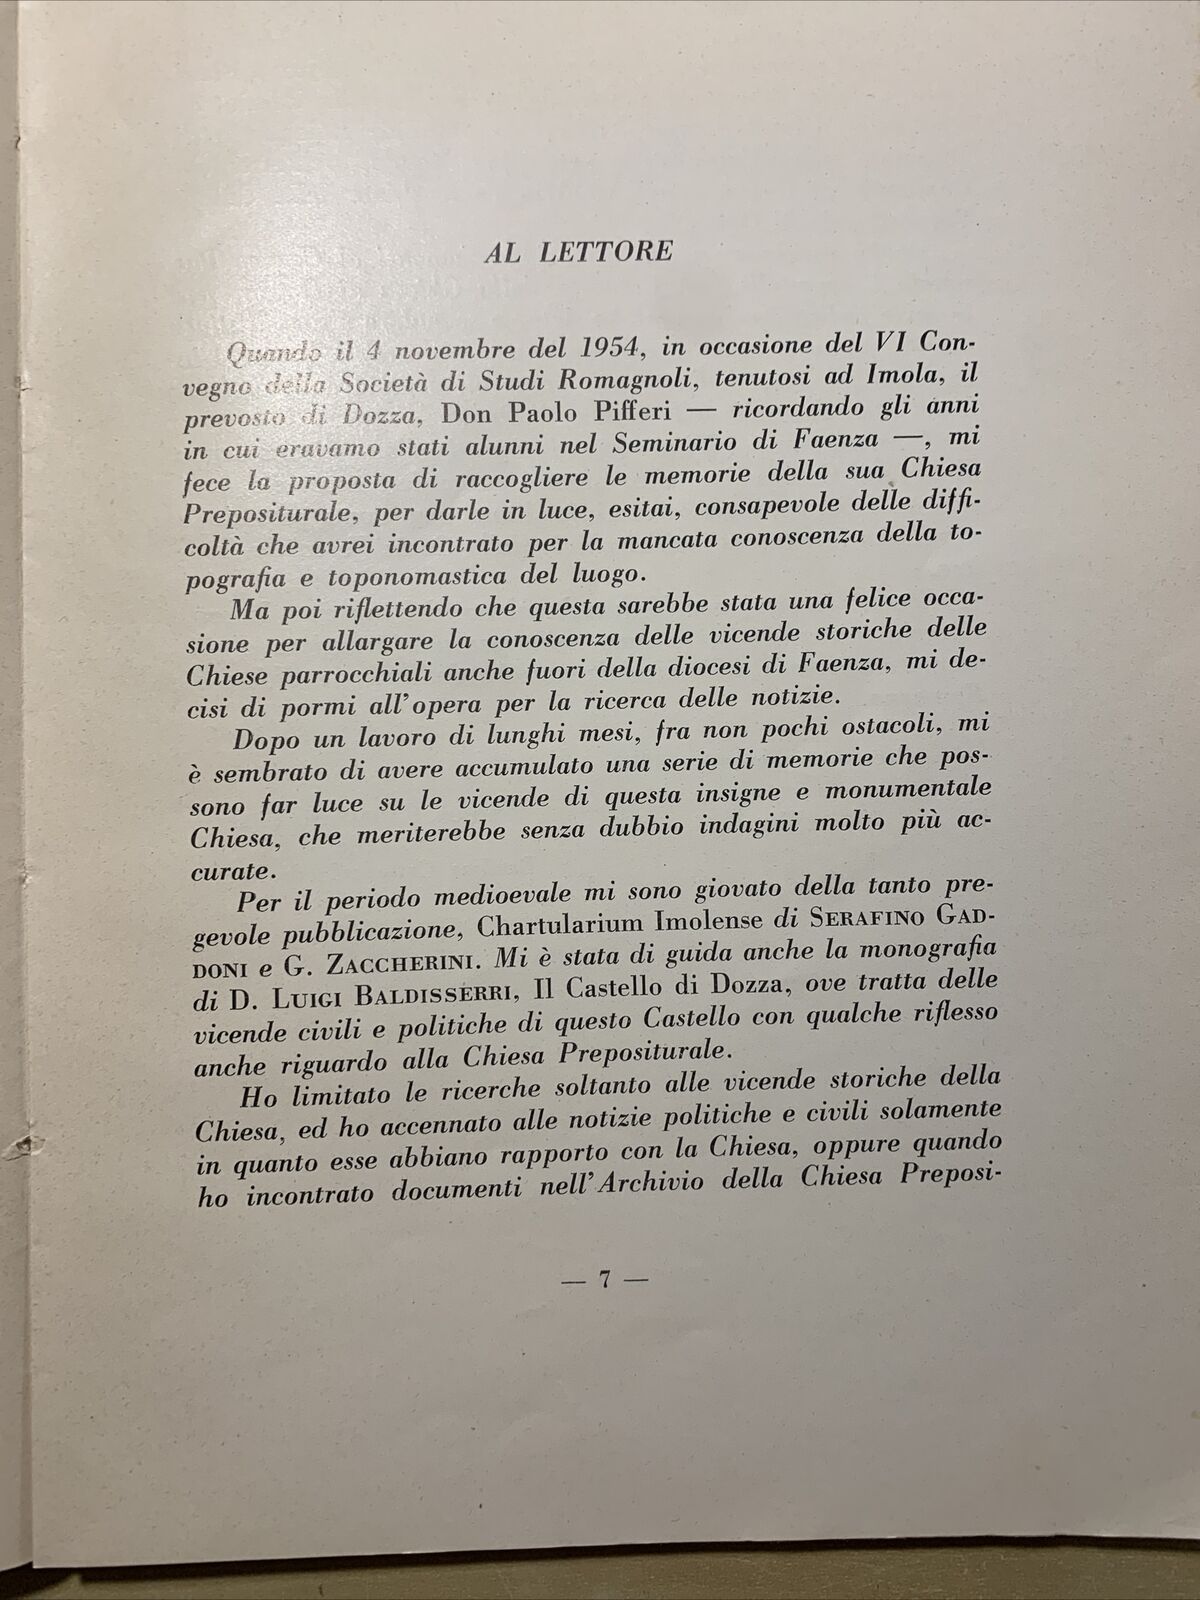 AL LETTORE
Quando il 4 novembre del 1954, in occasione del VI Con-
vegno della Società di Studi Romagnoli, tenutosi ad Imola, il
prevosto di Dozza, Don Paolo Pifferi — ricordando gli anni
in cui eravamo stati alunni nel Seminario di Faenza —, mi
fece la proposta di raccogliere le memorie della sua Chiesa
Prepositurale, per darle in luce, esitai, consapevole delle diffi-
coltà che avrei incontrato per la mancata conoscenza della to-
pografia e toponomastica del luogo.
Ma poi riflettendo che questa sarebbe stata una felice occa-
sione per allargare la conoscenza delle vicende storiche delle
Chiese parrocchiali anche fuori della diocesi di Faenza, mi de-
cisi di pormi all'opera per la ricerca delle notizie.
Dopo un lavoro di lunghi mesi, fra non pochi ostacoli, mi
è sembrato di avere accumulato una serie di memorie che pos-
sono far luce su le vicende di questa insigne e monumentale
Chiesa, che meriterebbe senza dubbio indagini molto più ac-
curate.
Per il periodo medioevale mi sono giovato della tanto pre-
gevole pubblicazione, Chartularium Imolense di SERAFINO GAD-
DONI e G. ZACCHERINI. Mi è stata di guida anche la monografia
di D. LUIGI BALDISSERRI, Il Castello di Dozza, ove tratta delle
vicende civili e politiche di questo Castello con qualche riflesso
anche riguardo alla Chiesa Prepositurale.
Ho limitato le ricerche soltanto alle vicende storiche della
Chiesa, ed ho accennato alle notizie politiche e civili solamente
in quanto esse abbiano rapporto con la Chiesa, oppure quando
ho incontrato documenti nell'Archivio della Chiesa Preposi-
— 7 —